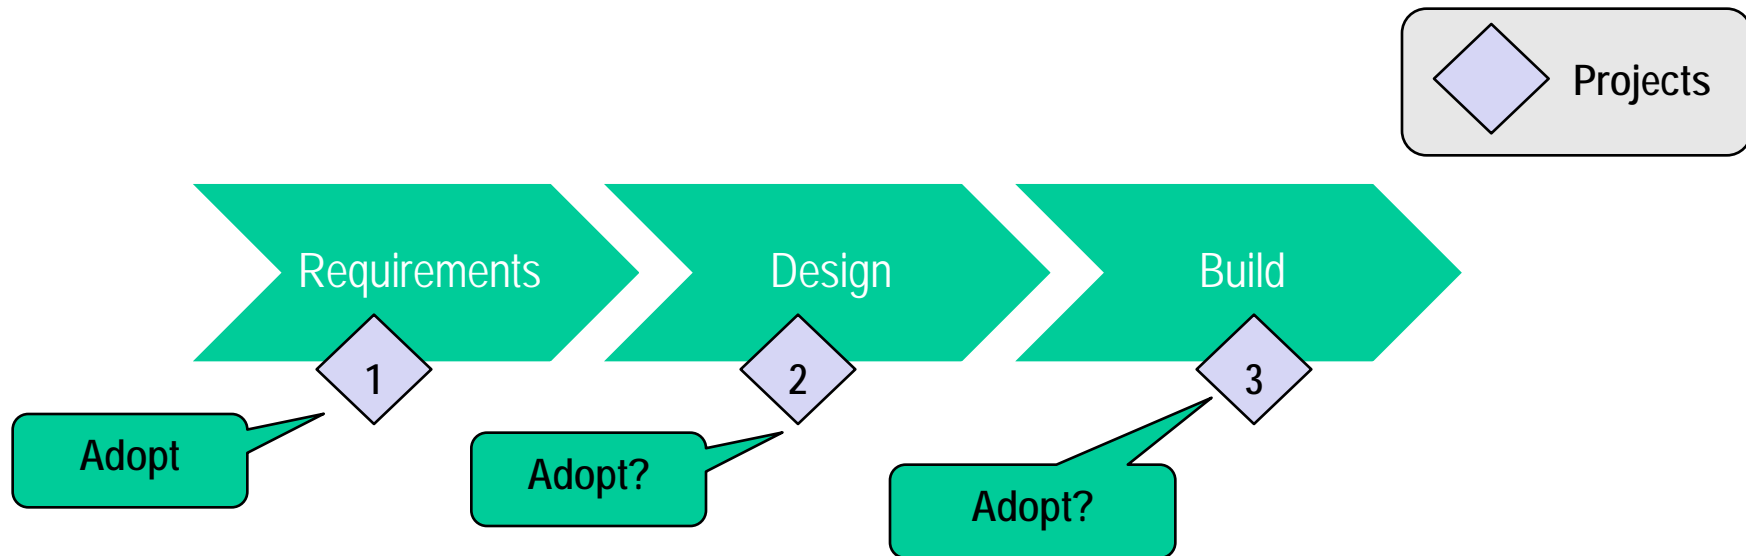 Projects
Requirements
Design
Build
1
2
3
Adopt
Adopt?
Adopt?